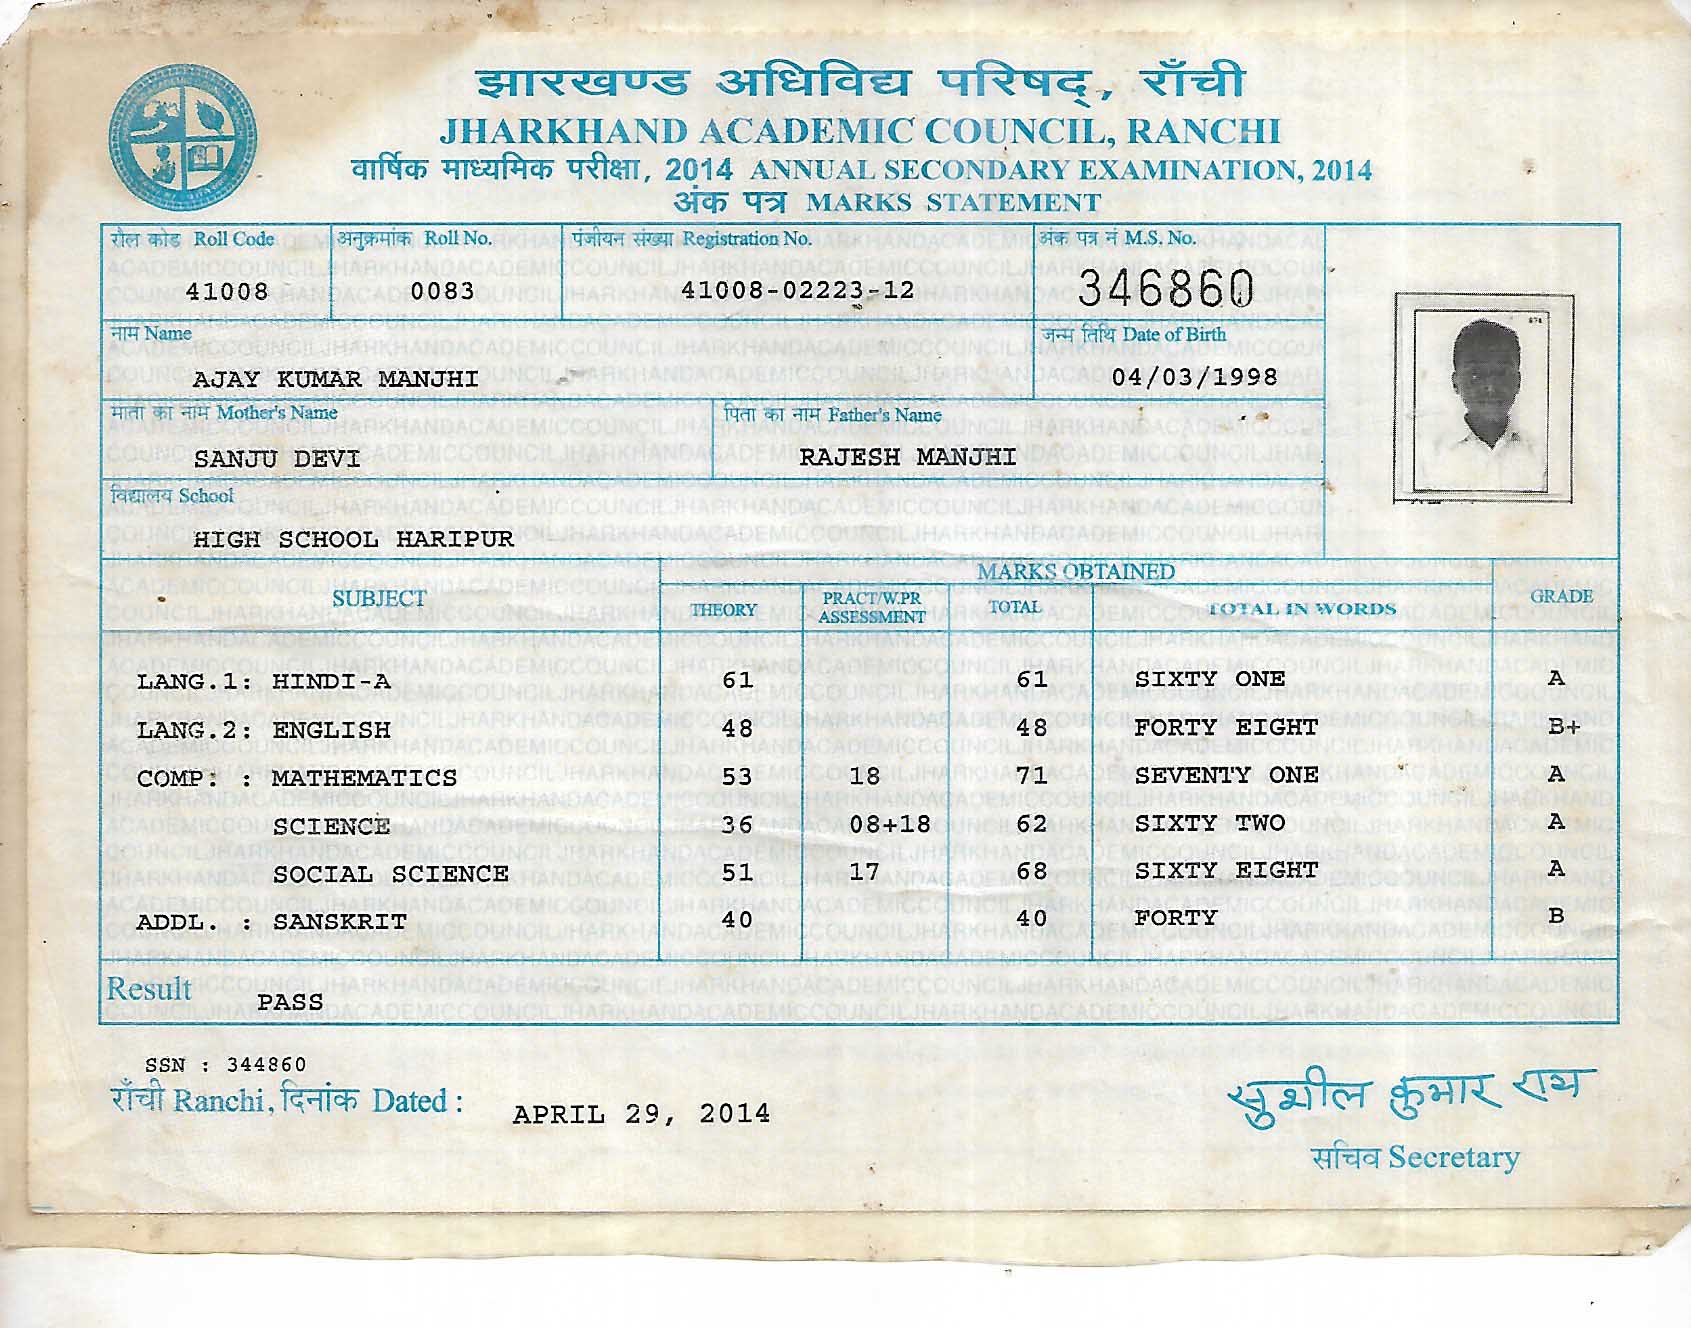 झारखण्ड अधिविद्य परिषद्, राँची
JHARKHAND ACADEMIC COUNCIL, RANCHI
वार्षिक माध्यमिक परीक्षा, 2014 ANNUAL SECONDARY EXAMINATION, 2014
अंक पत्र MARKS STATEMENT
रौल कोड Roll Code अनुक्रमांक Roll No. पंजीयन संख्या Registration No. अंक पत्र नं M.S. No.
41008 0083 41008-02223-12 346860
नाम Name जन्म तिथि Date of Birth
AJAY KUMAR MANJHI 04/03/1998
माता का नाम Mother's Name पिता का नाम Father's Name
SANJU DEVI RAJESH MANJHI
विद्यालय School
HIGH SCHOOL HARIPUR
MARKS OBTAINED
SUBJECT THEORY PRACT/W.PR ASSESSMENT TOTAL TOTAL IN WORDS GRADE
LANG.1: HINDI-A 61 61 SIXTY ONE A
LANG.2: ENGLISH 48 48 FORTY EIGHT B+
COMP. : MATHEMATICS 53 18 71 SEVENTY ONE A
SCIENCE 36 08+18 62 SIXTY TWO A
SOCIAL SCIENCE 51 17 68 SIXTY EIGHT A
ADDL. : SANSKRIT 40 40 FORTY B
Result PASS
SSN : 344860
राँची Ranchi, दिनांक Dated : APRIL 29, 2014
सुशील कुमार राय
सचिव Secretary